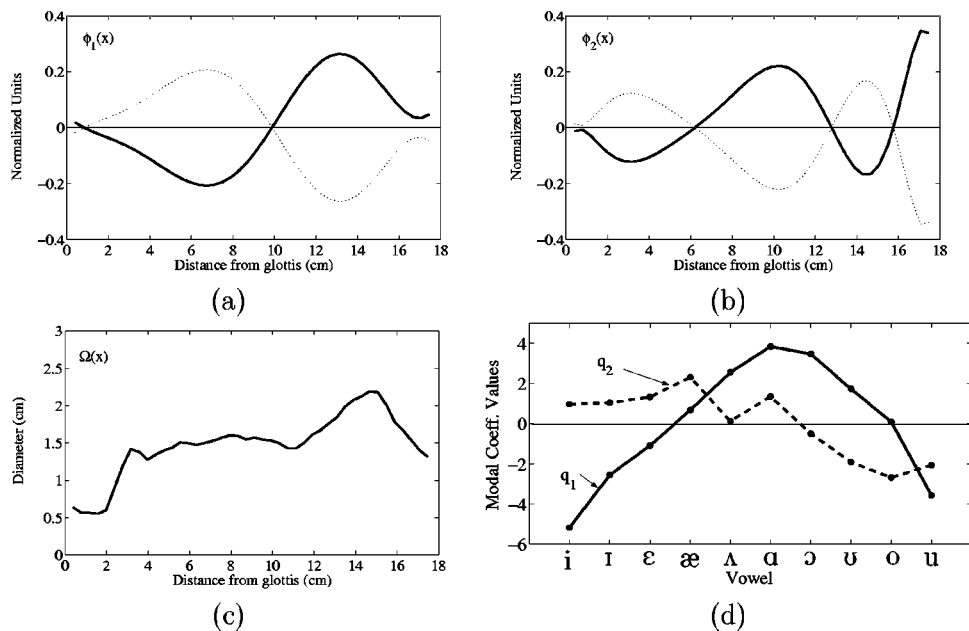 ϕ₁(x)
Normalized Units
0.4
0.2
0
−0.2
−0.4
0 2 4 6 8 10 12 14 16 18
Distance from glottis (cm)
(a)
ϕ₂(x)
Normalized Units
0.4
0.2
0
−0.2
−0.4
0 2 4 6 8 10 12 14 16 18
Distance from glottis (cm)
(b)
Ω(x)
Diameter (cm)
3
2.5
2
1.5
1
0.5
0
0 2 4 6 8 10 12 14 16 18
Distance from glottis (cm)
(c)
Modal Coeff. Values
4
2
0
−2
−4
−6
q₂
q₁
i ɪ ɛ æ ʌ ɑ ɔ ʊ o u
Vowel
(d)